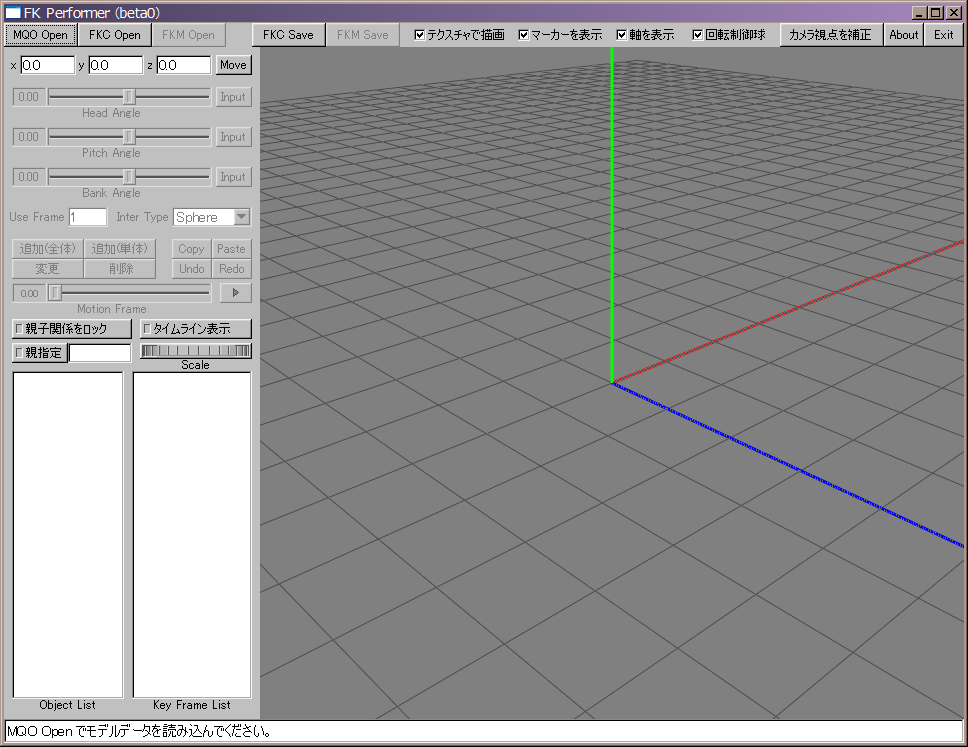 FK Performer (beta0)
MQO Open FKC Open FKM Open FKC Save FKM Save テクスチャで描画 マーカーを表示 軸を表示 回転制御球 カメラ視点を補正 About Exit
x 0.0 y 0.0 z 0.0 Move
0.00 Input
Head Angle
0.00 Input
Pitch Angle
0.00 Input
Bank Angle
Use Frame 1 Inter Type Sphere
追加(全体) 追加(単体) Copy Paste
変更 削除 Undo Redo
0.00
Motion Frame
親子関係をロック タイムライン表示
親指定
Scale
Object List Key Frame List
MQO Open でモデルデータを読み込んでください。